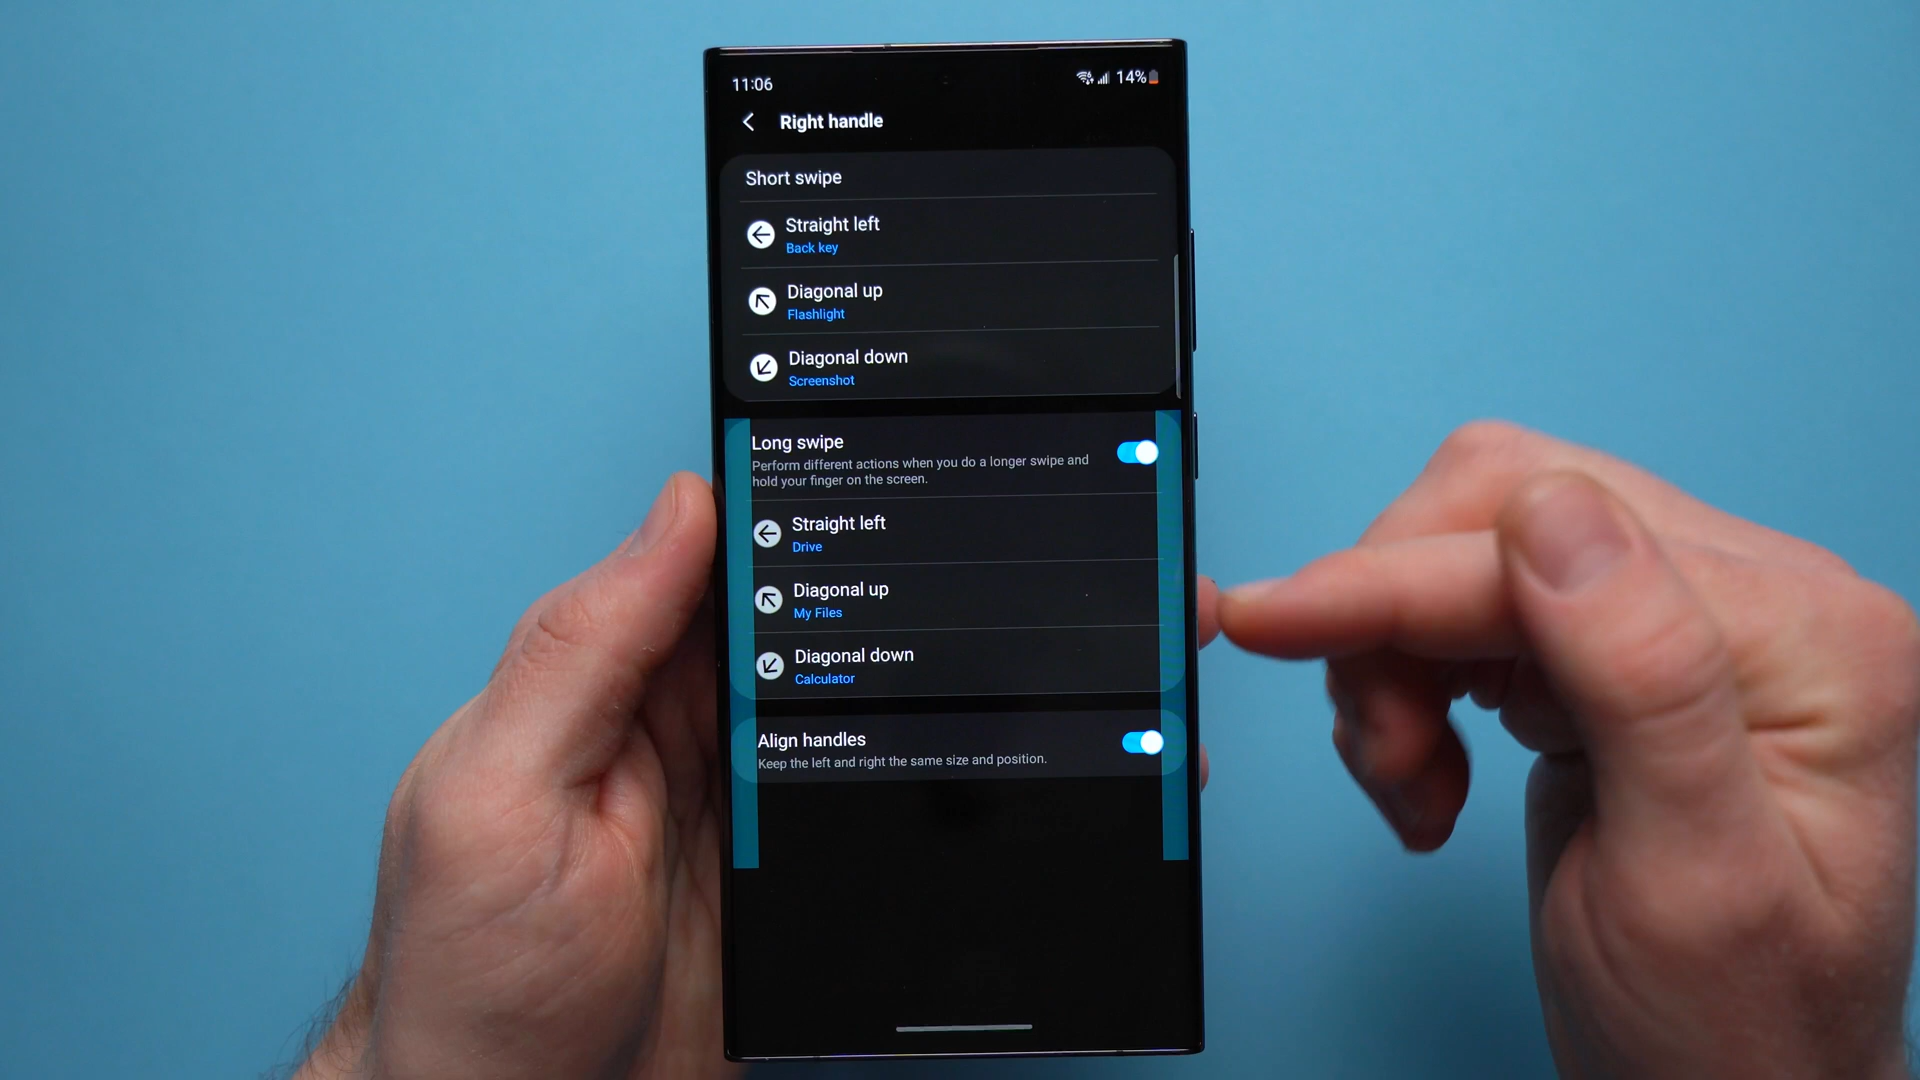 11:06
14%
Right handle
Short swipe
Straight left
Back key
Diagonal up
Flashlight
Diagonal down
Screenshot
Long swipe
Perform different actions when you do a longer swipe and
hold your finger on the screen.
Straight left
Drive
Diagonal up
My Files
Diagonal down
Calculator
Align handles
Keep the left and right the same size and position.